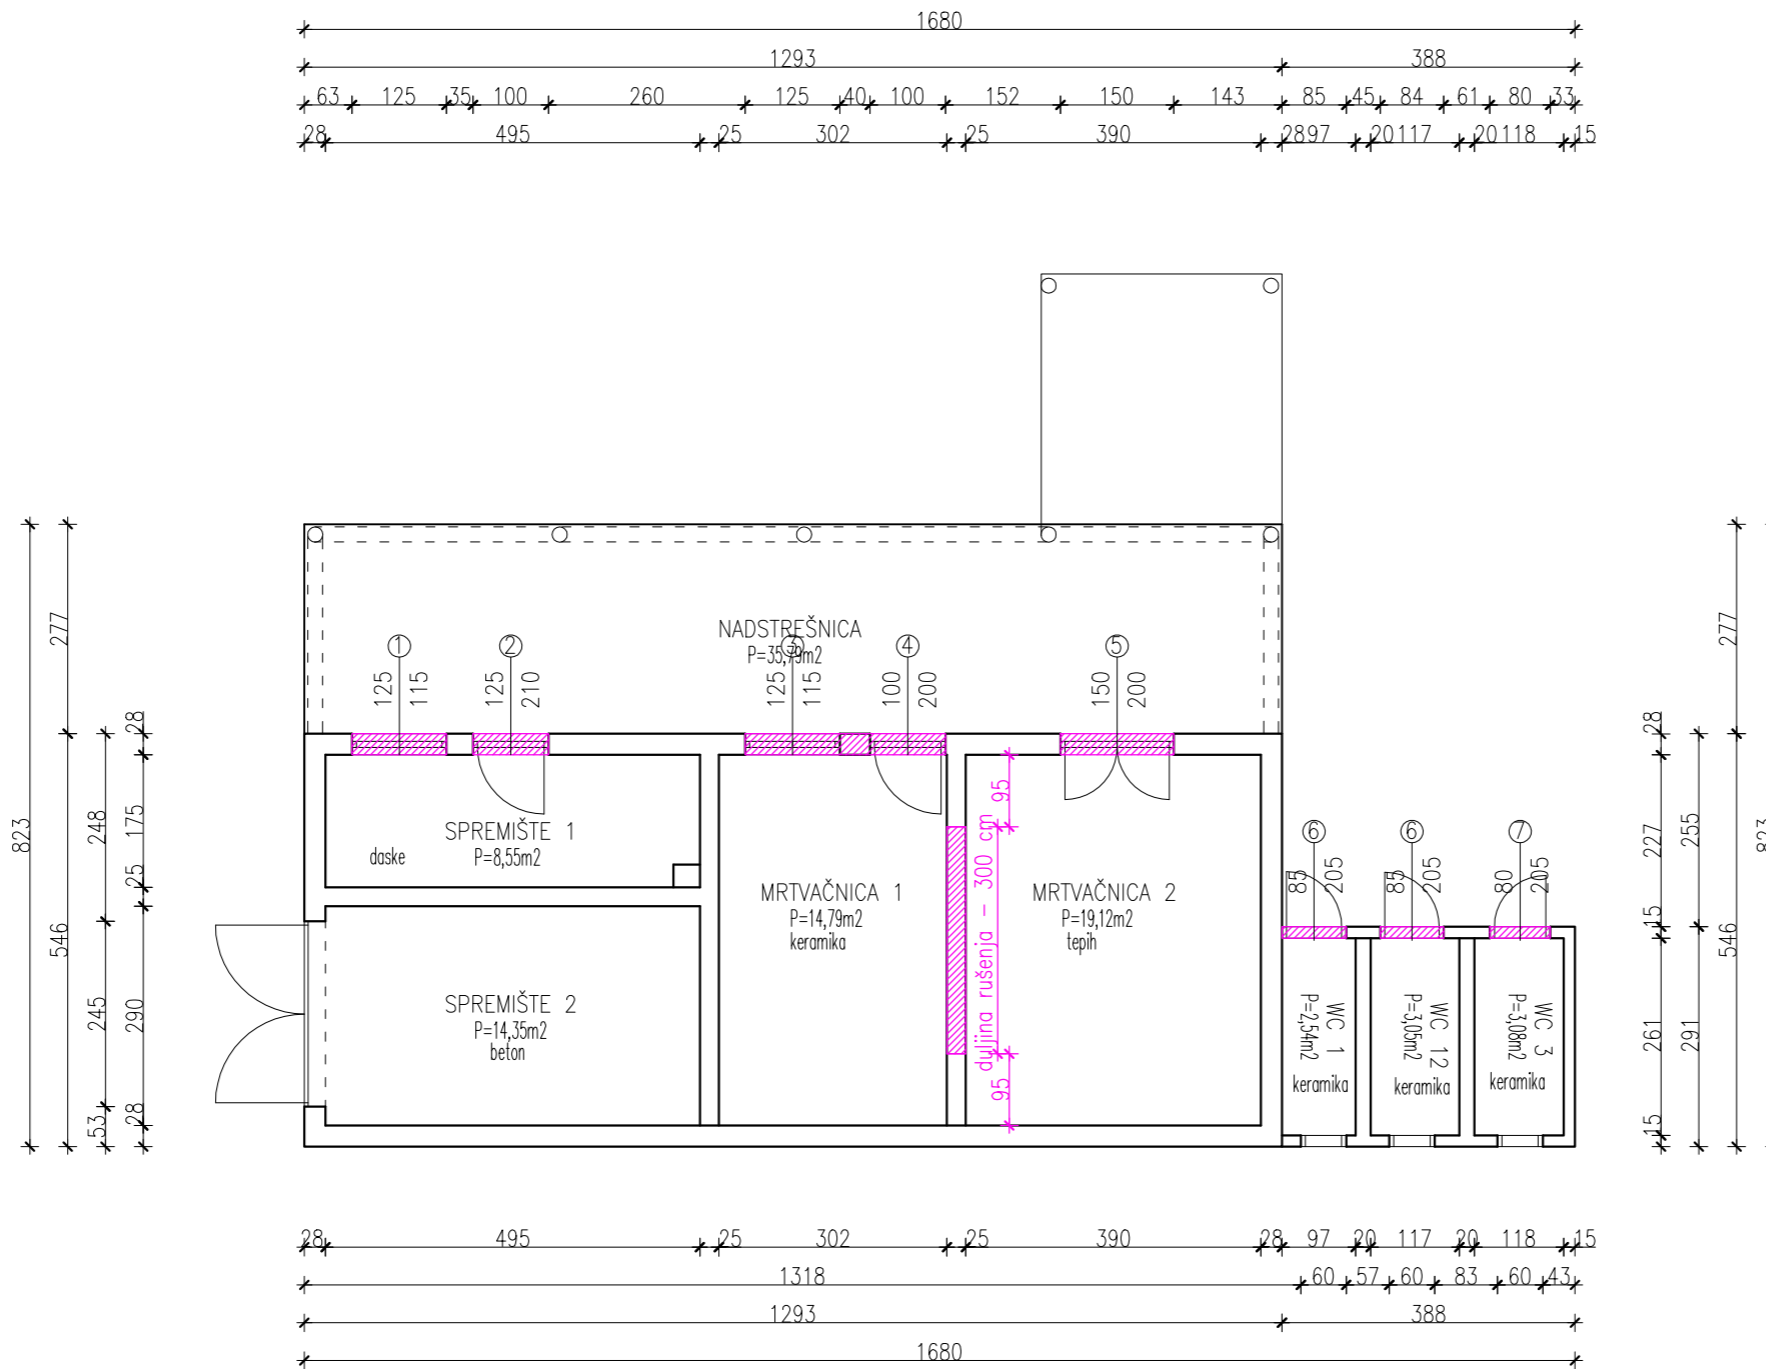 1680
1293 388
63 125 35 100 260 125 40 100 152 150 143 85 45 84 61 80 33
28 495 25 302 25 390 28 97 20 117 20 118 15
NADSTREŠNICA
P=35,79m2
1 2 3 4 5
125 115
125 210
125 115
100 200
150 200
6 6 7
85 205
85 205
80 205
SPREMIŠTE 1
P=8,55m2
daske
MRTVAČNICA 1
P=14,79m2
keramika
MRTVAČNICA 2
P=19,12m2
tepih
SPREMIŠTE 2
P=14,35m2
beton
95
duljina rušenja - 300 cm
95
WC 1
P=2,54m2
keramika
WC 12
P=3,05m2
keramika
WC 3
P=3,08m2
keramika
823
277 546
248 245 53
28 175 25 290 28
28 227 15 261 15
255 291
277 546
823
28 495 25 302 25 390 28 97 20 117 20 118 15
1318 60 57 60 83 60 43
1293 388
1680